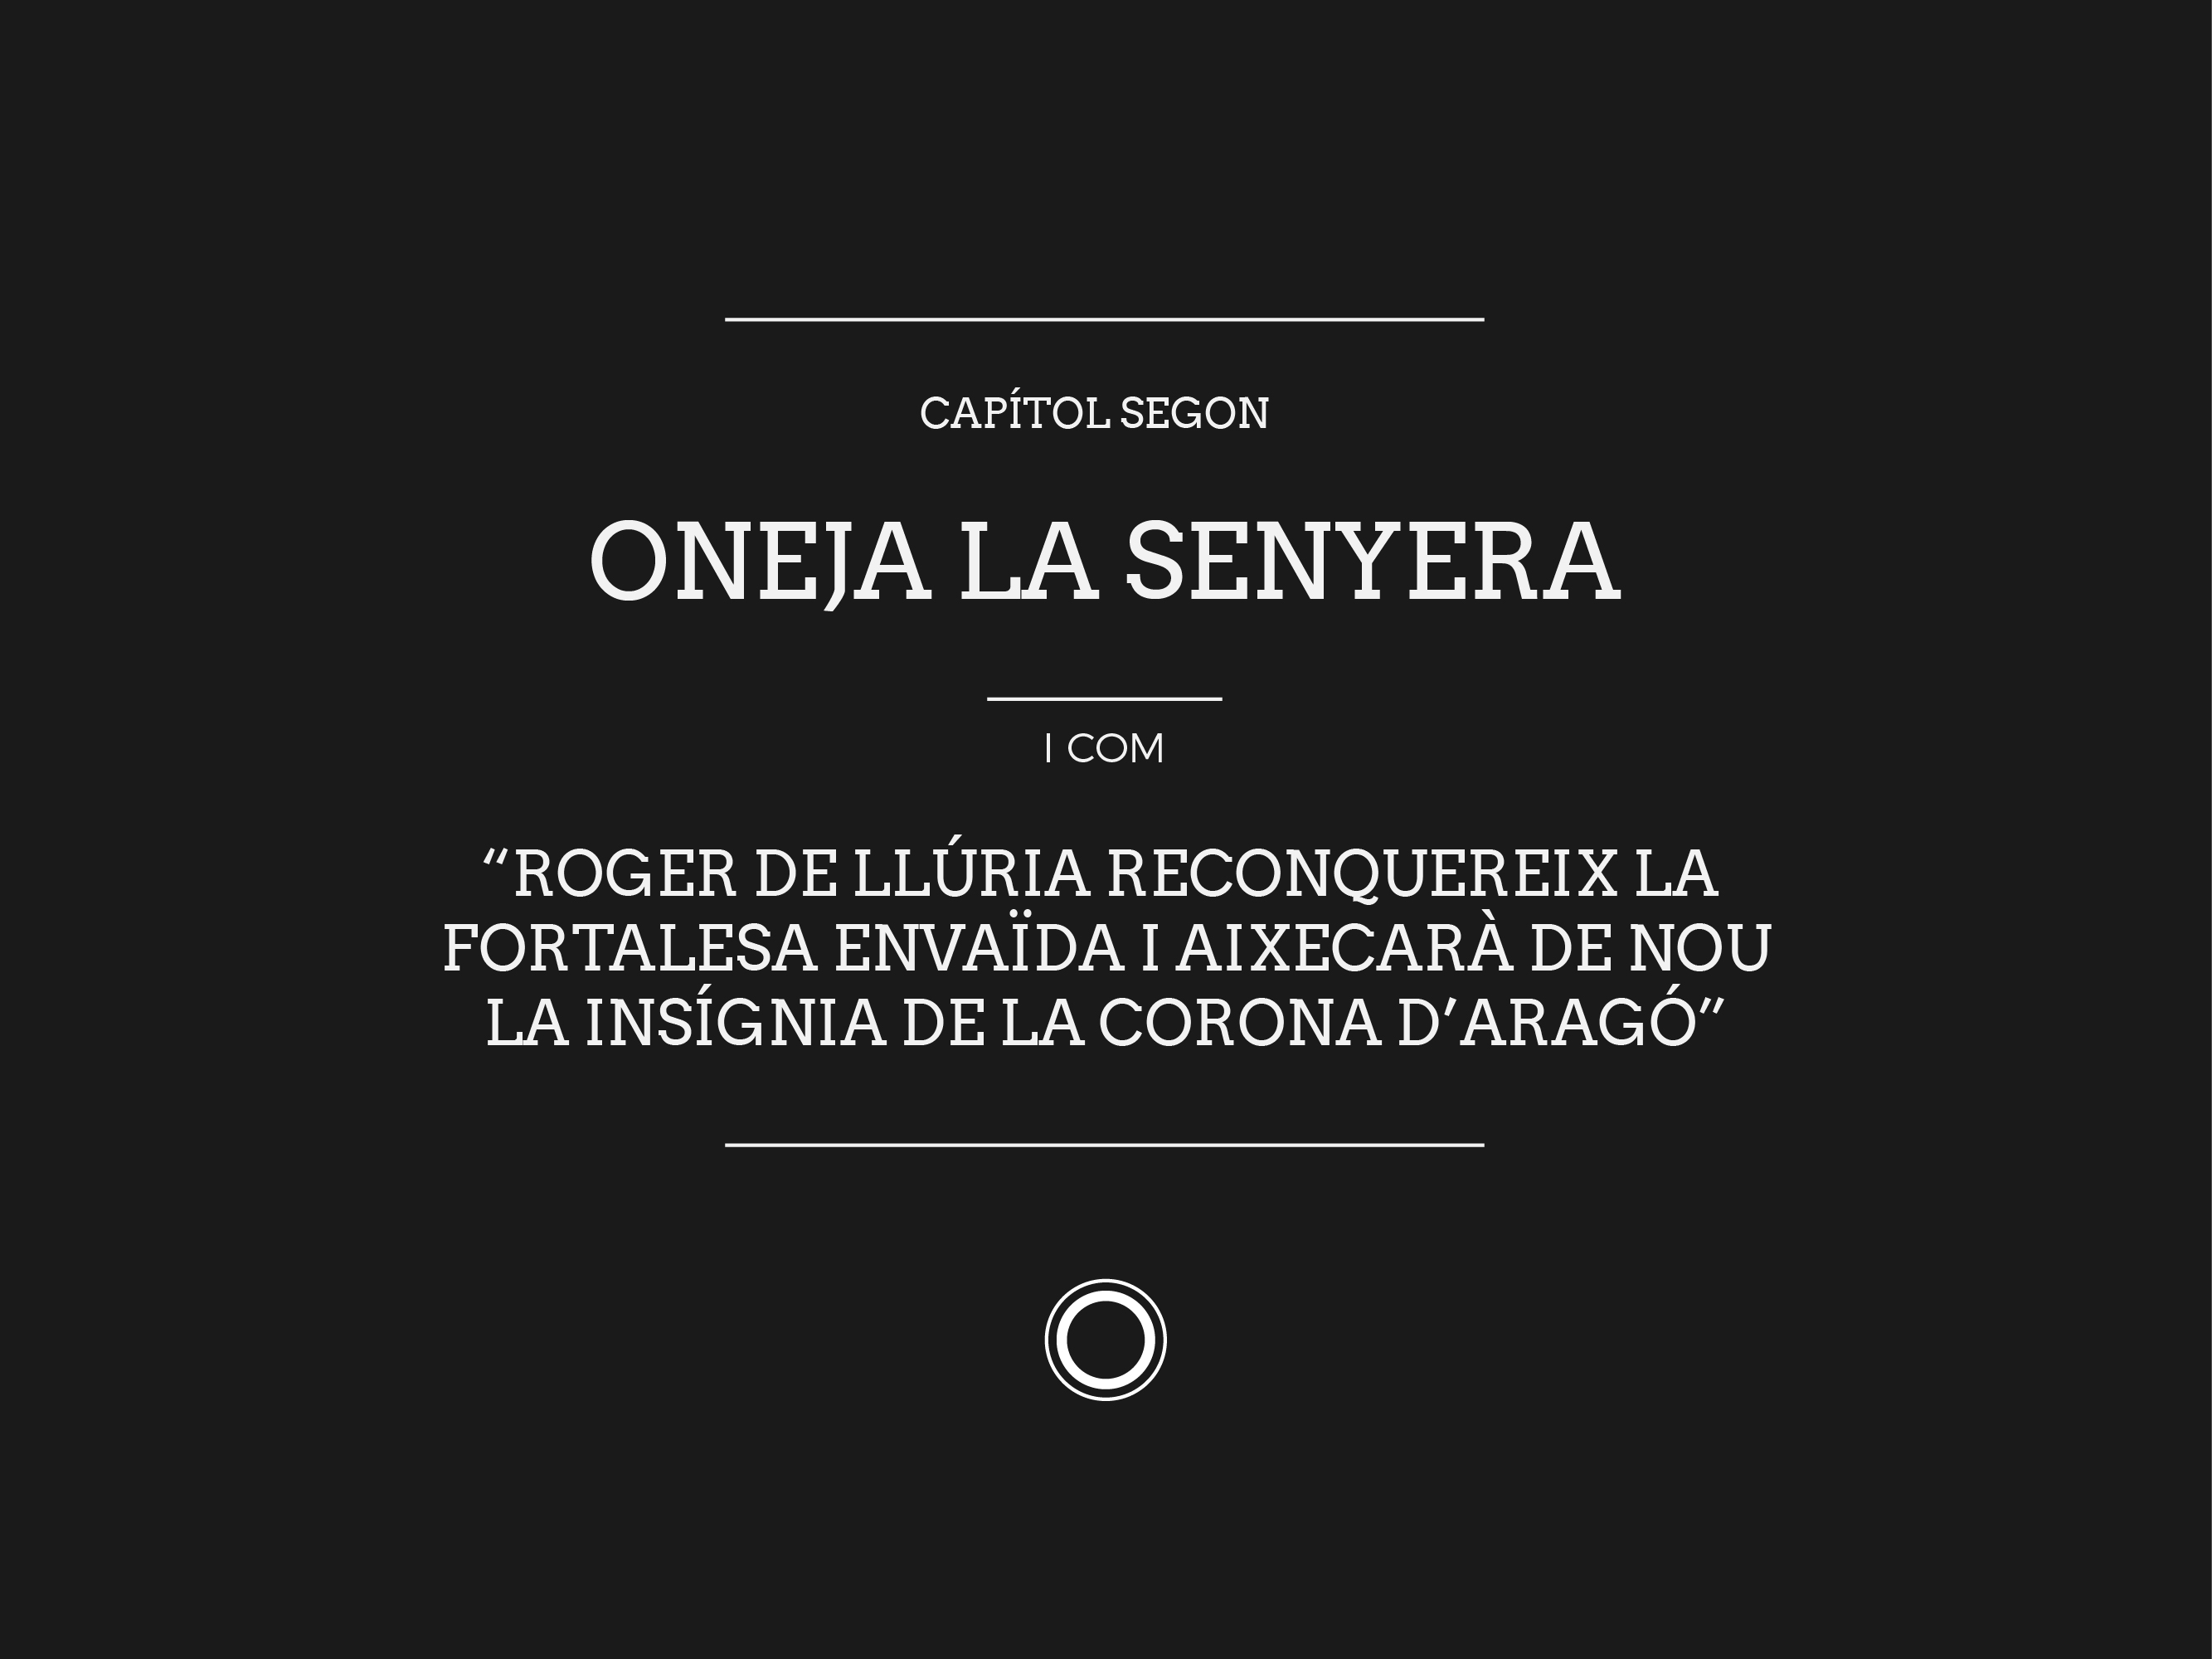 CAPÍTOL SEGON
ONEJA LA SENYERA
I COM
“ROGER DE LLÚRIA RECONQUEREIX LA
FORTALESA ENVAÏDA I AIXECARÀ DE NOU
LA INSÍGNIA DE LA CORONA D’ARAGÓ”